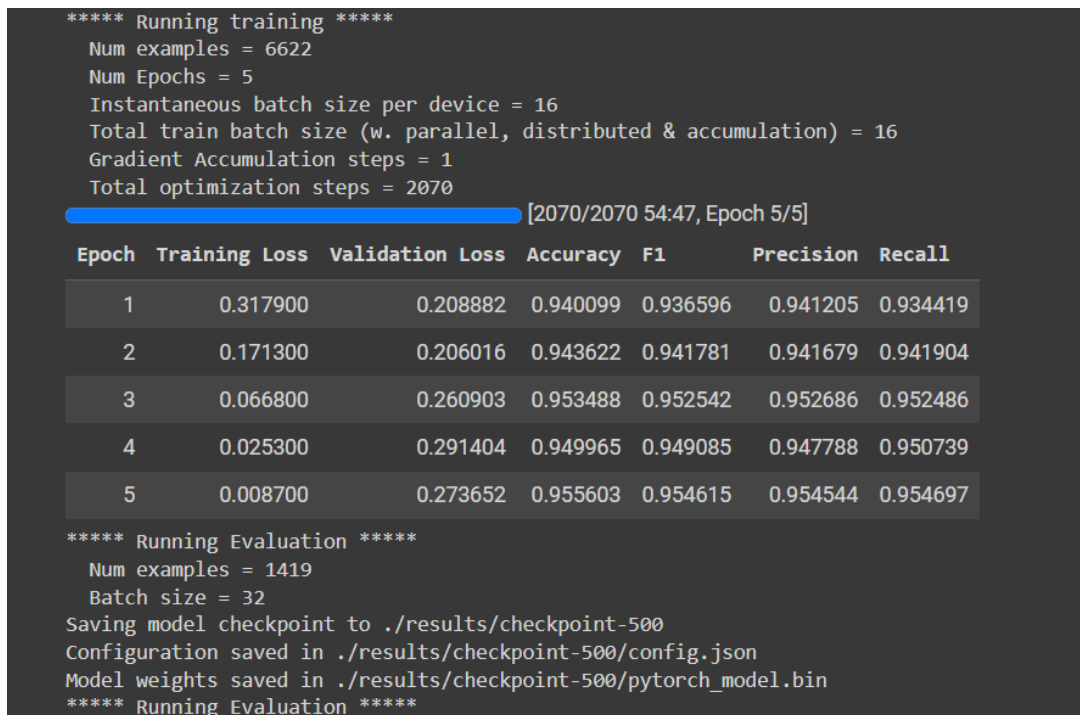 ***** Running training *****
Num examples = 6622
Num Epochs = 5
Instantaneous batch size per device = 16
Total train batch size (w. parallel, distributed & accumulation) = 16
Gradient Accumulation steps = 1
Total optimization steps = 2070
[2070/2070 54:47, Epoch 5/5]
Epoch Training Loss Validation Loss Accuracy F1 Precision Recall
1 0.317900 0.208882 0.940099 0.936596 0.941205 0.934419
2 0.171300 0.206016 0.943622 0.941781 0.941679 0.941904
3 0.066800 0.260903 0.953488 0.952542 0.952686 0.952486
4 0.025300 0.291404 0.949965 0.949085 0.947788 0.950739
5 0.008700 0.273652 0.955603 0.954615 0.954544 0.954697
***** Running Evaluation *****
Num examples = 1419
Batch size = 32
Saving model checkpoint to ./results/checkpoint-500
Configuration saved in ./results/checkpoint-500/config.json
Model weights saved in ./results/checkpoint-500/pytorch_model.bin
***** Running Evaluation *****